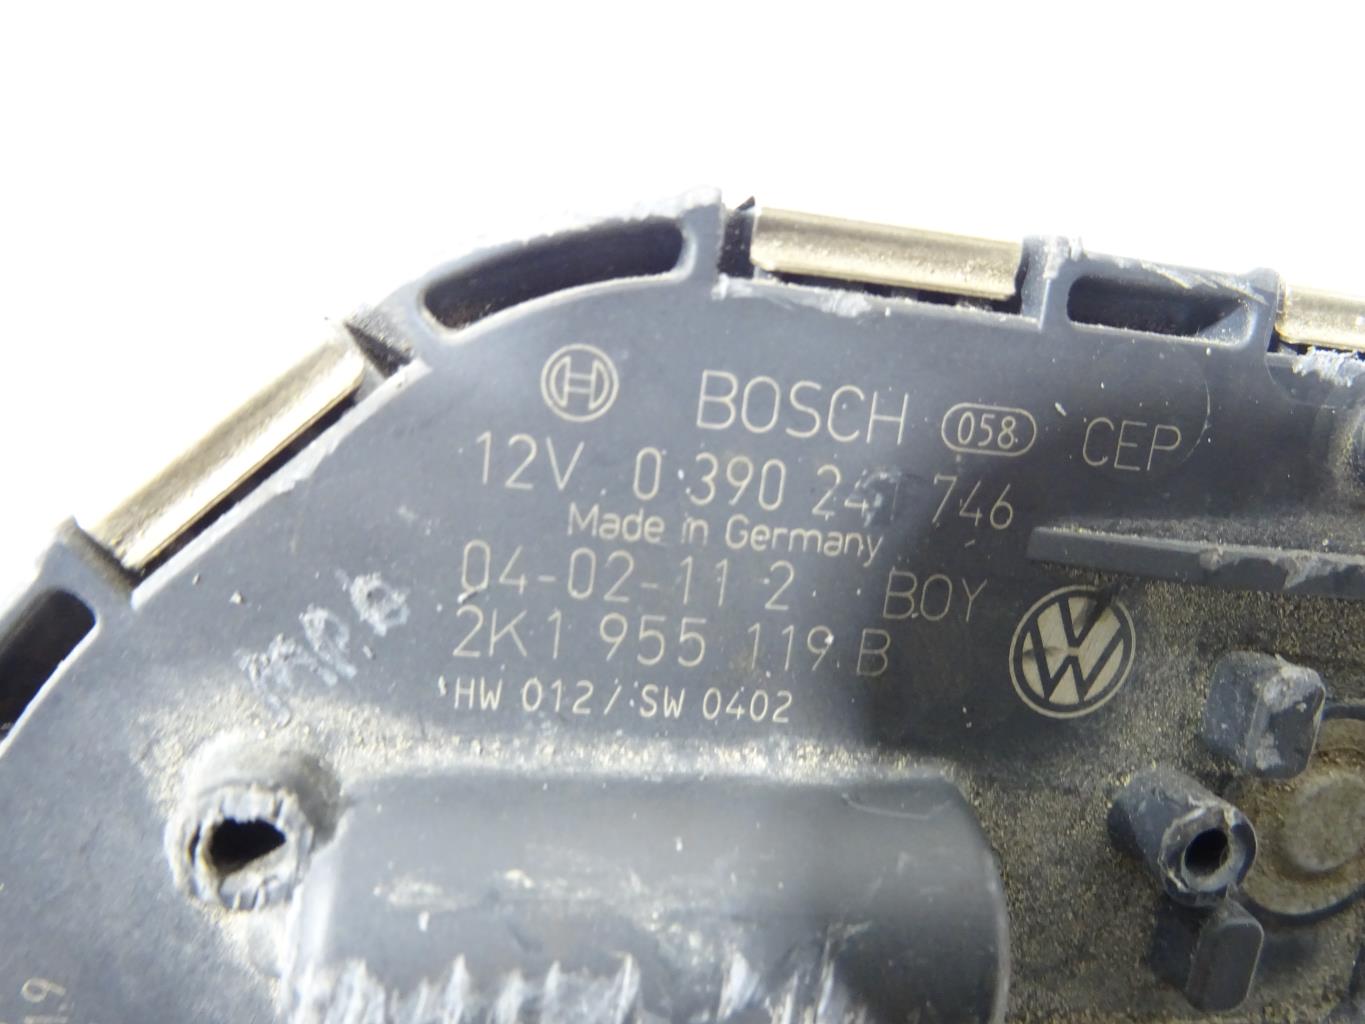 BOSCH 058 CEP
12V 0 390 241 746
Made in Germany
04-02-11 2 BOY
2K1 955 119 B
HW 012 / SW 0402